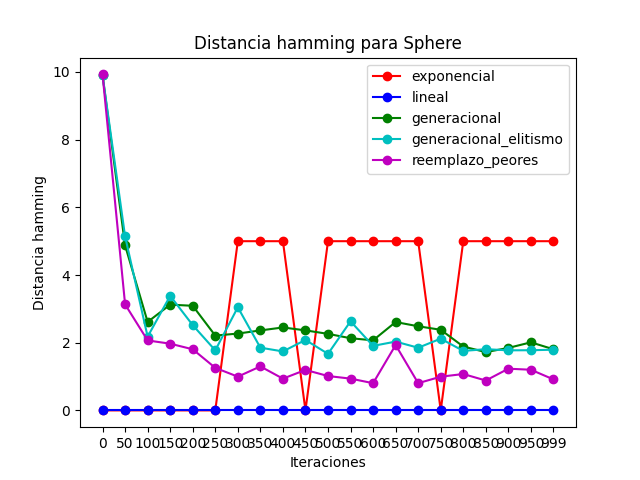 Distancia hamming para Sphere
10
8
6
4
2
0
Distancia hamming
exponencial
lineal
generacional
generacional_elitismo
reemplazo_peores
0 50 100 150 200 250 300 350 400 450 500 550 600 650 700 750 800 850 900 950 999
Iteraciones